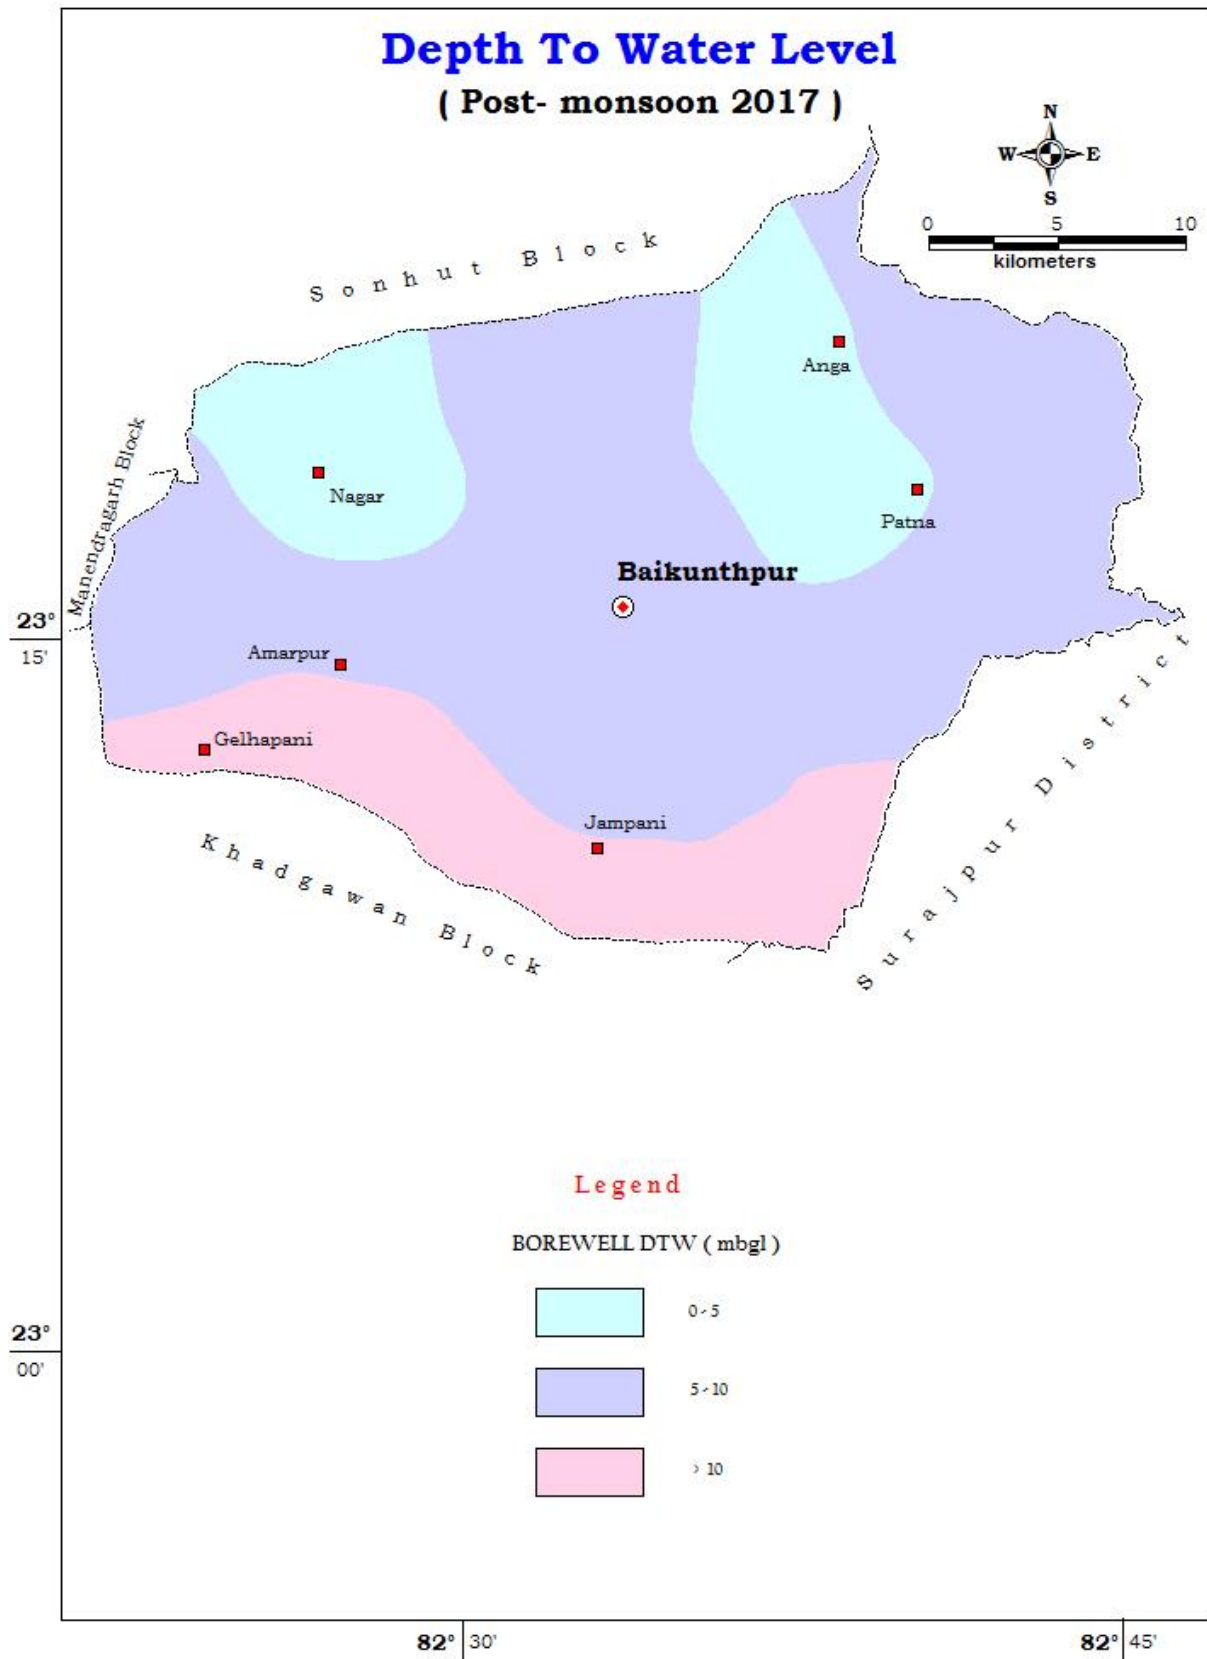 Depth To Water Level
( Post- monsoon 2017 )
N
W E
S
0 5 10
kilometers
Sonhut Block
Anga
Manendragarh Block
Nagar
Patna
Baikunthpur
23°
15'
Amarpur
Gelhapani
Jampani
Khadgawan Block
Surajpur District
Legend
BOREWELL DTW ( mbgl )
0 - 5
5 - 10
> 10
23°
00'
82° 30'
82° 45'